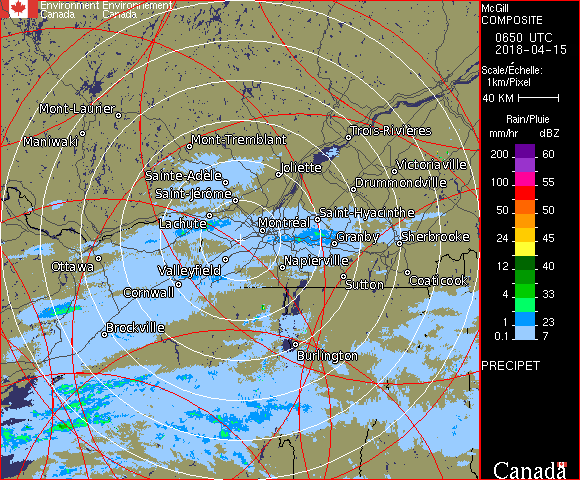 Environment Environnement
Canada Canada
McGill
COMPOSITE
0650 UTC
2018-04-15
Scale/Échelle:
1km/Pixel
40 KM
Rain/Pluie
mm/hr dBZ
200 60
100 55
50 50
24 45
12 40
4 33
1 23
0.1 7
PRECIPET
Canada
Mont-Laurier
Maniwaki
Mont-Tremblant
Trois-Rivières
Sainte-Adèle
Joliette
Victoriaville
Saint-Jérôme
Drummondville
Lachute
Montréal
Saint-Hyacinthe
Granby
Sherbrooke
Ottawa
Valleyfield
Napierville
Cornwall
Sutton
Coaticook
Brockville
Burlington